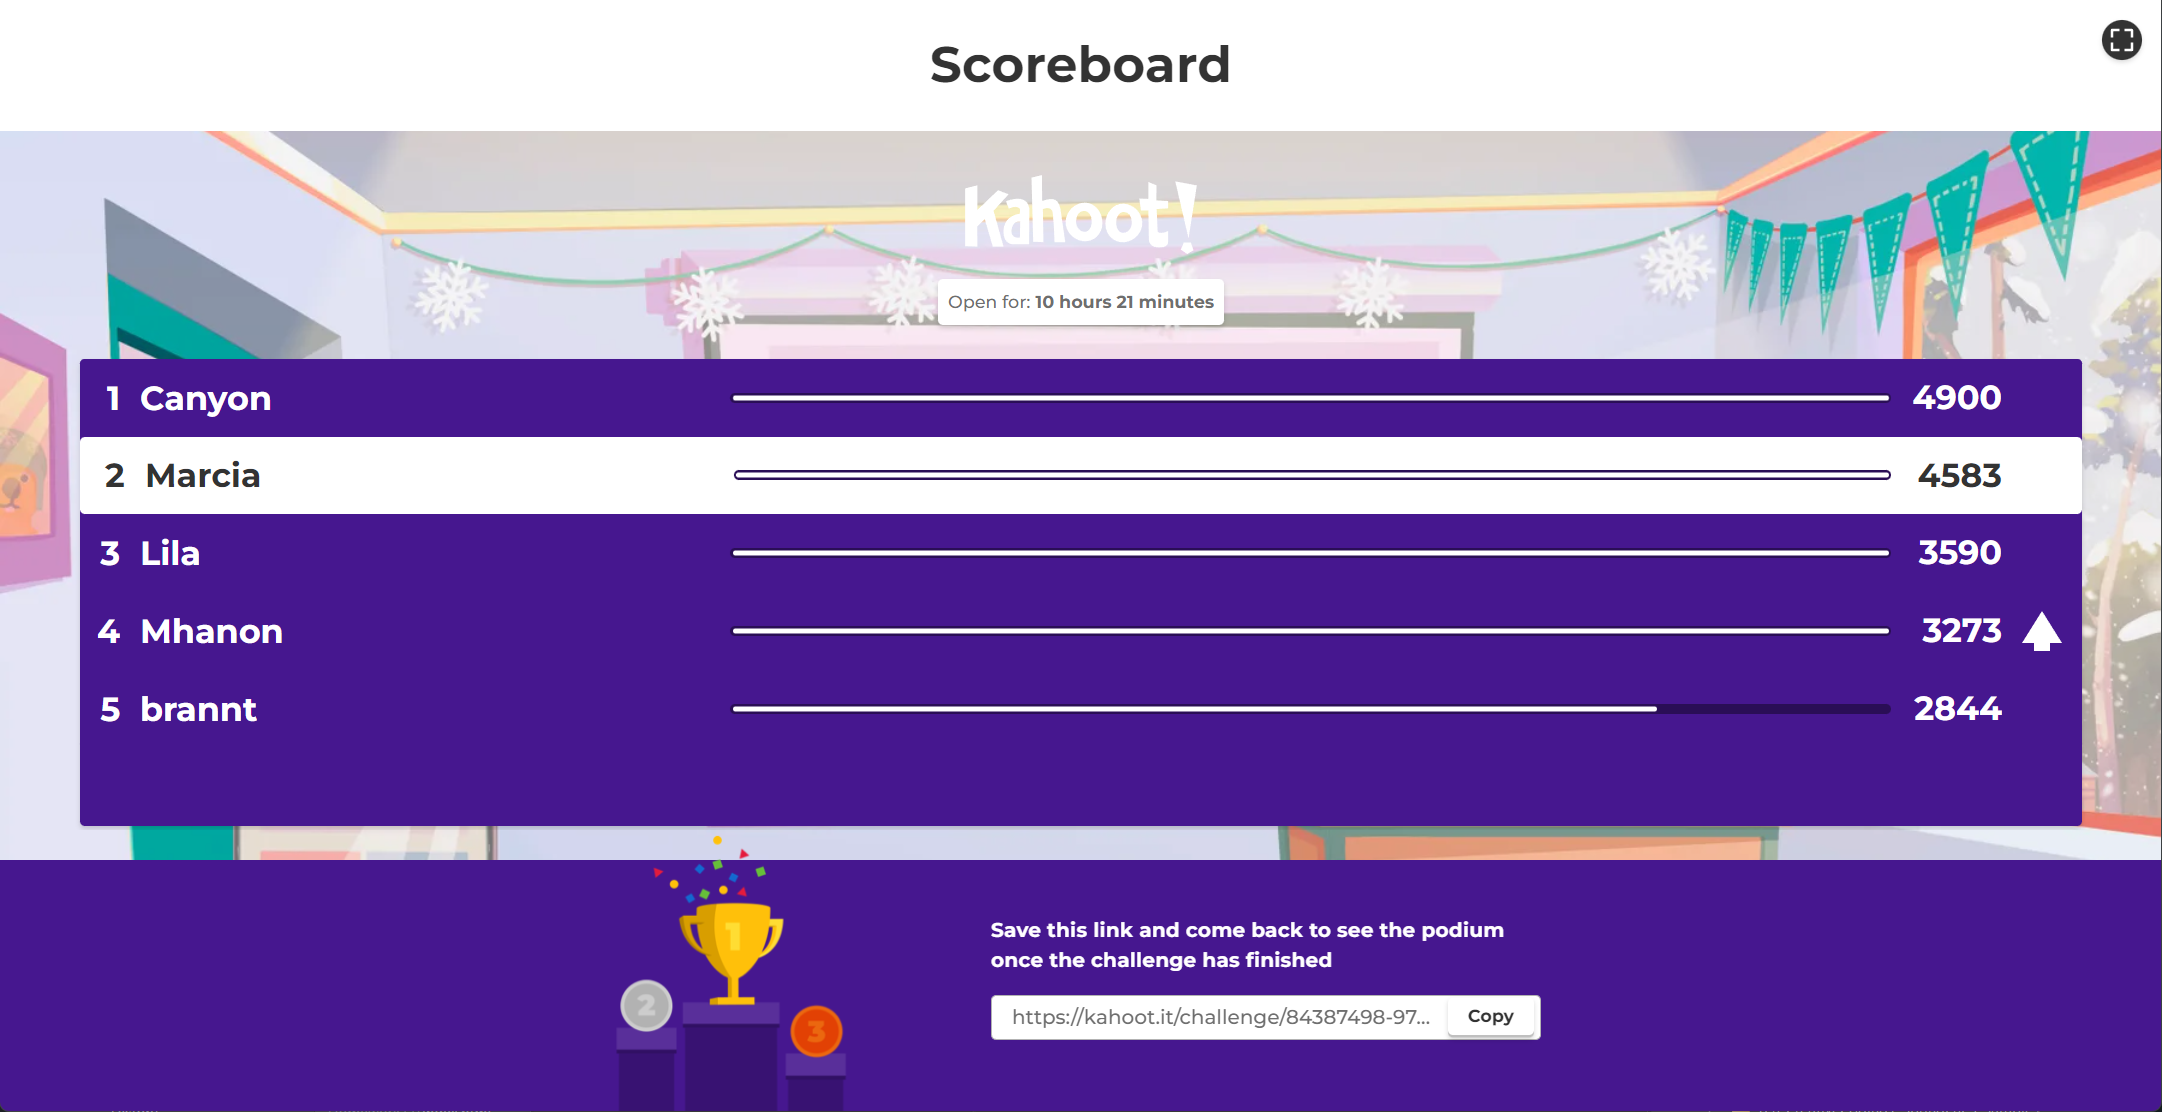 Scoreboard
Kahoot!
Open for: 10 hours 21 minutes
1 Canyon 4900
2 Marcia 4583
3 Lila 3590
4 Mhanon 3273
5 brannt 2844
1
2
3
Save this link and come back to see the podium
once the challenge has finished
https://kahoot.it/challenge/84387498-97... Copy